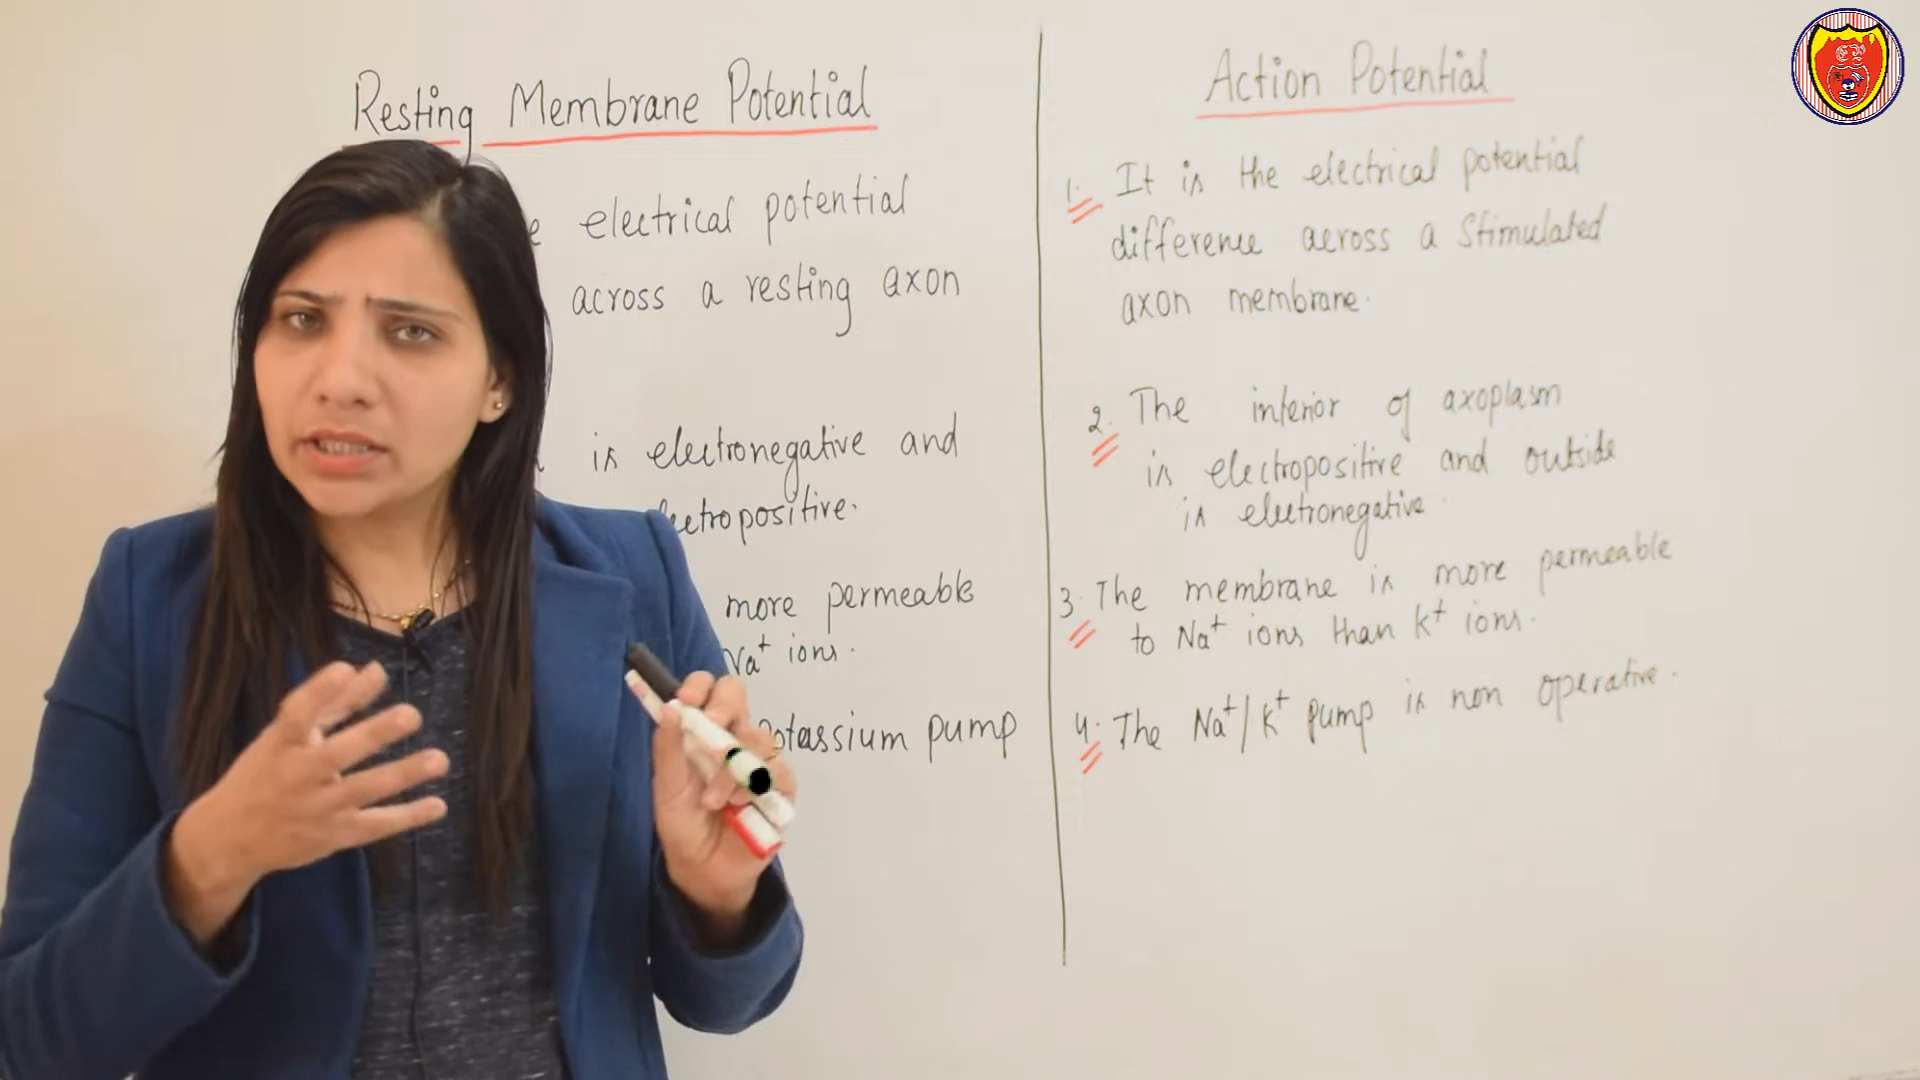 Resting Membrane Potential
electrical potential
across a resting axon
is electronegative and
ectropositive.
more permeable
Na+ ions.
otassium pump
Action Potential
1. It is the electrical potential
difference across a stimulated
axon membrane.
2. The interior of axoplasm
is electropositive and outside
is electronegative.
3. The membrane is more permeable
to Na+ ions than K+ ions.
4. The Na+/K+ pump is non operative.